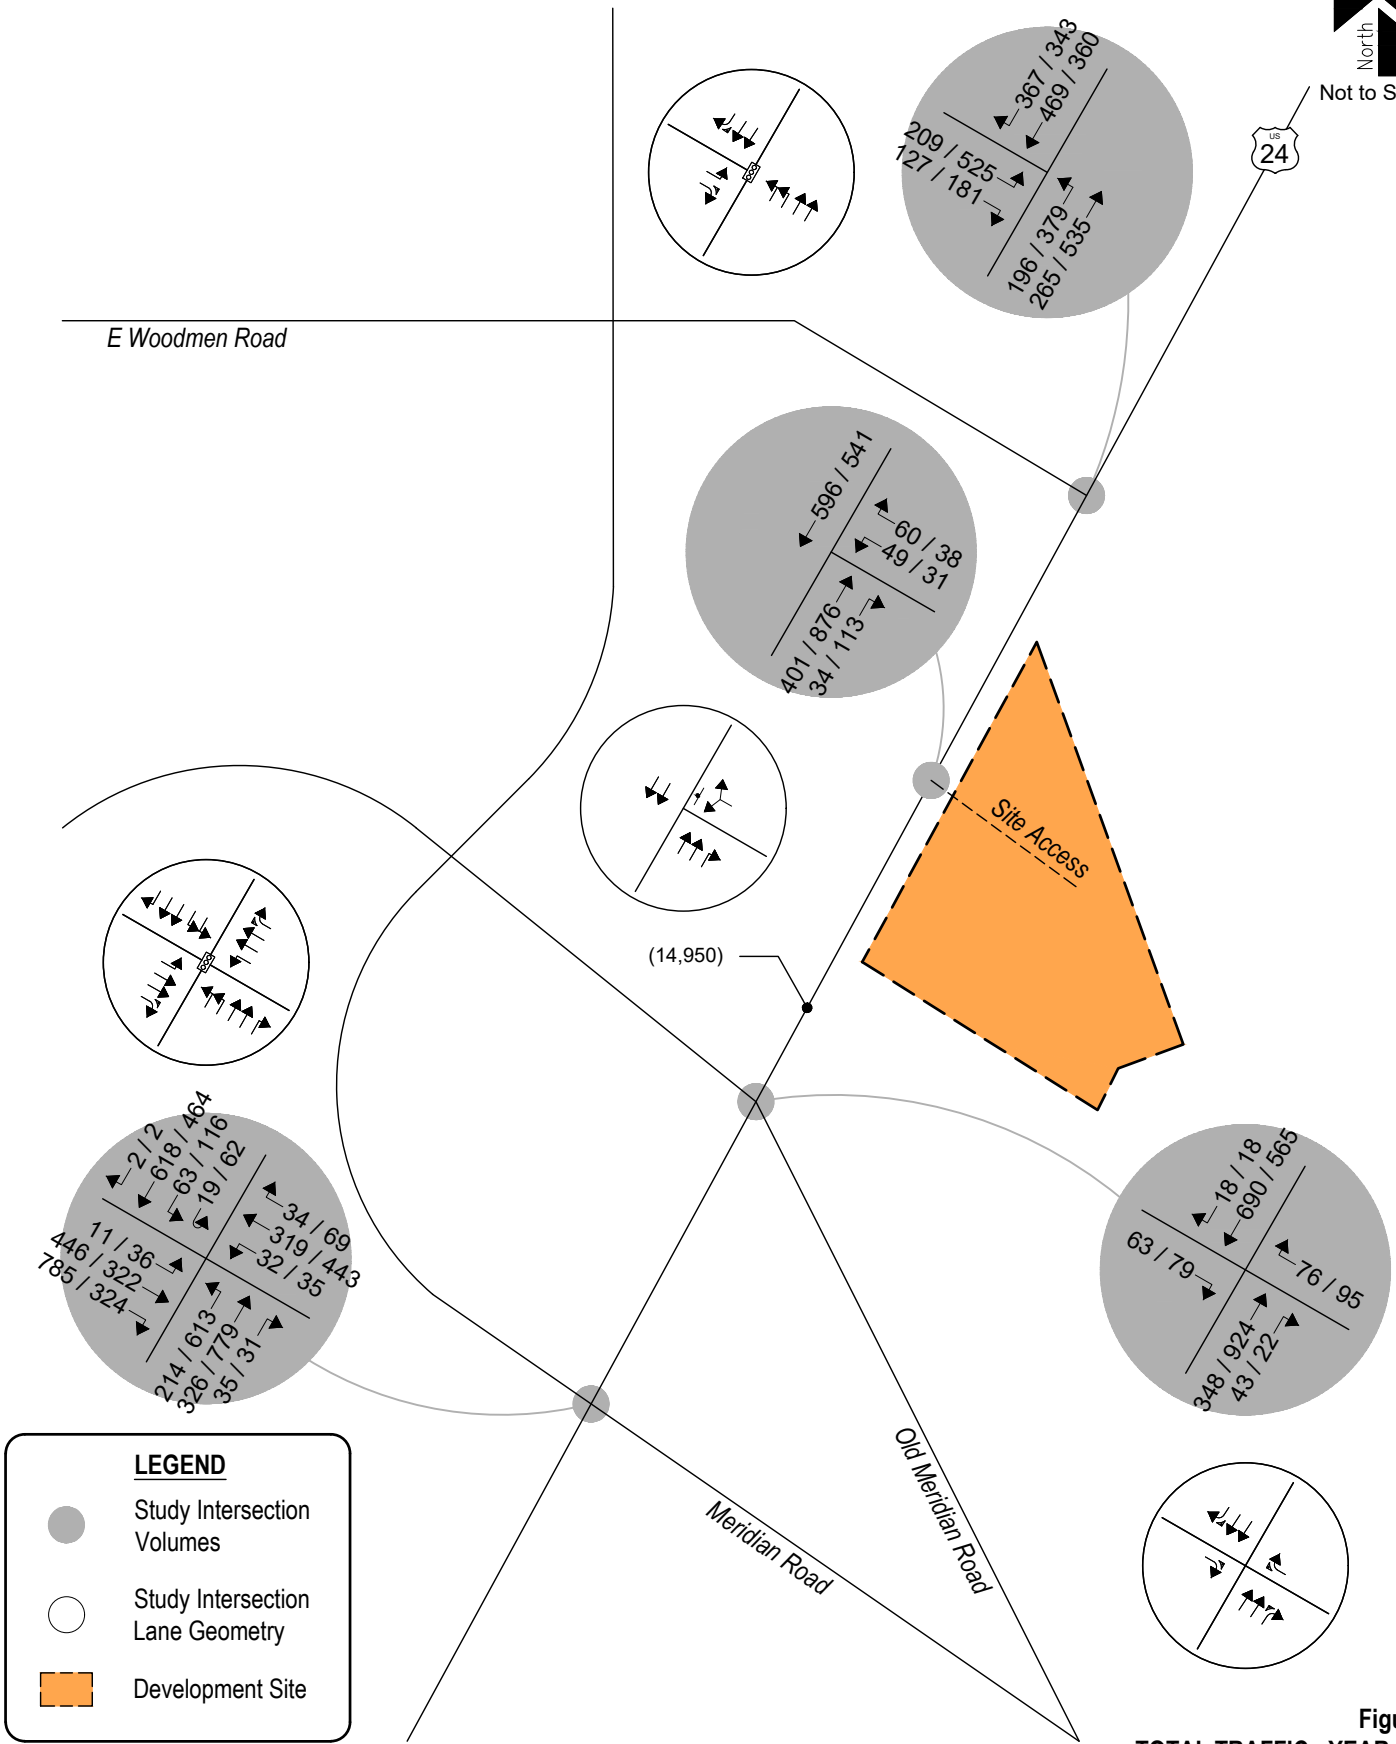 North
Not to S
US
24
367 / 343
469 / 360
209 / 525
127 / 181
196 / 379
265 / 535
E Woodmen Road
596 / 541
60 / 38
49 / 31
401 / 876
34 / 113
Site Access
(14,950)
2 / 2
618 / 464
63 / 116
19 / 62
34 / 69
319 / 443
32 / 35
11 / 36
446 / 322
785 / 324
214 / 613
326 / 779
35 / 31
18 / 18
690 / 565
63 / 79
76 / 95
348 / 924
43 / 22
Old Meridian Road
Meridian Road
LEGEND
Study Intersection
Volumes
Study Intersection
Lane Geometry
Development Site
Figu
TOTAL TRAFFIC - YEAR